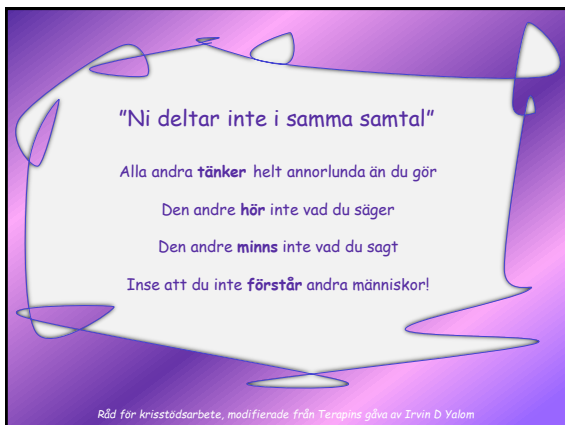 ”Ni deltar inte i samma samtal”
Alla andra tänker helt annorlunda än du gör
Den andre hör inte vad du säger
Den andre minns inte vad du sagt
Inse att du inte förstår andra människor!
Råd för krisstödsarbete, modifierade från Terapins gåva av Irvin D Yalom